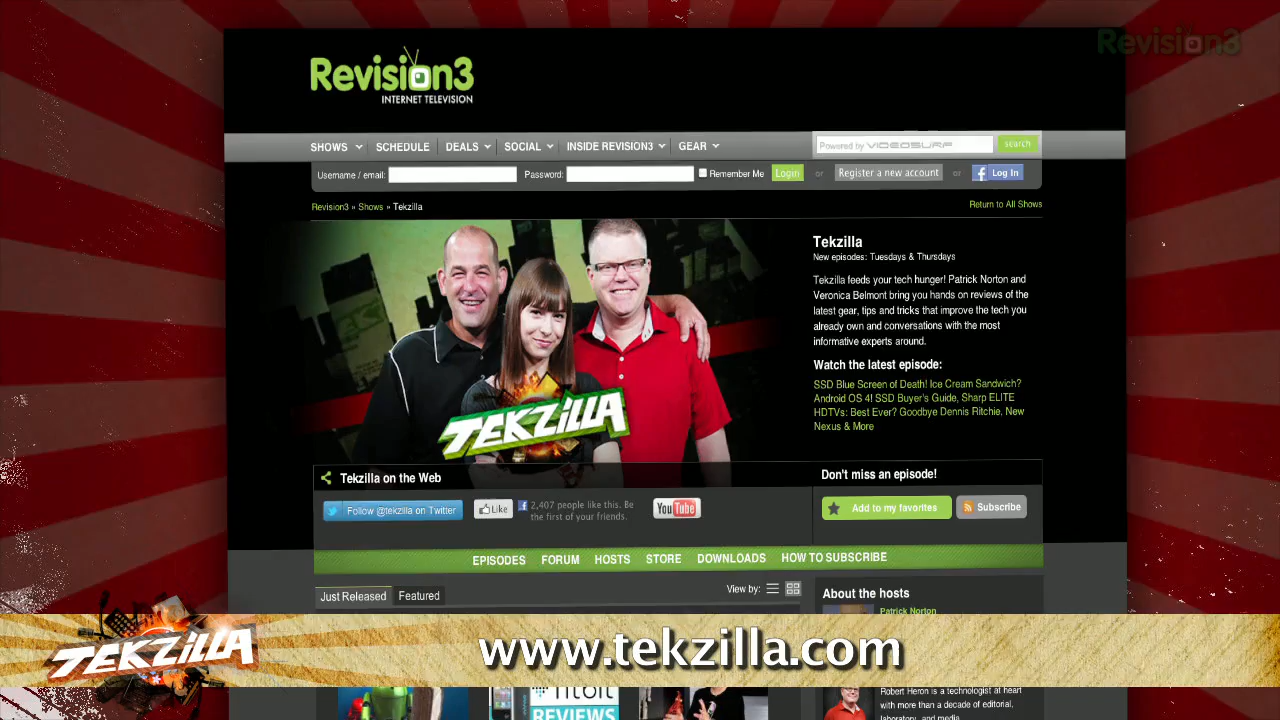 Revision3
Revision3
INTERNET TELEVISION
SHOWS
SCHEDULE
DEALS
SOCIAL
INSIDE REVISION3
GEAR
Powered by VIDEOSURF
search
Username / email:
Password:
Remember Me
Login
or
Register a new account
or
f Log In
Revision3 » Shows » Tekzilla
Return to All Shows
Tekzilla
New episodes: Tuesdays & Thursdays
Tekzilla feeds your tech hunger! Patrick Norton and
Veronica Belmont bring you hands on reviews of the
latest gear, tips and tricks that improve the tech you
already own and conversations with the most
informative experts around.
Watch the latest episode:
SSD Blue Screen of Death! Ice Cream Sandwich?
Android OS 4! SSD Buyer's Guide, Sharp ELITE
HDTVs: Best Ever? Goodbye Dennis Ritchie, New
Nexus & More
TEKZILLA
Tekzilla on the Web
Don't miss an episode!
Follow @tekzilla on Twitter
Like
2,407 people like this. Be
the first of your friends.
YouTube
Add to my favorites
Subscribe
EPISODES
FORUM
HOSTS
STORE
DOWNLOADS
HOW TO SUBSCRIBE
Just Released
Featured
View by:
About the hosts
Patrick Norton
TEKZILLA
www.tekzilla.com
REVIEWS
Robert Heron is a technologist at heart
with more than a decade of editorial,
laboratory, and media